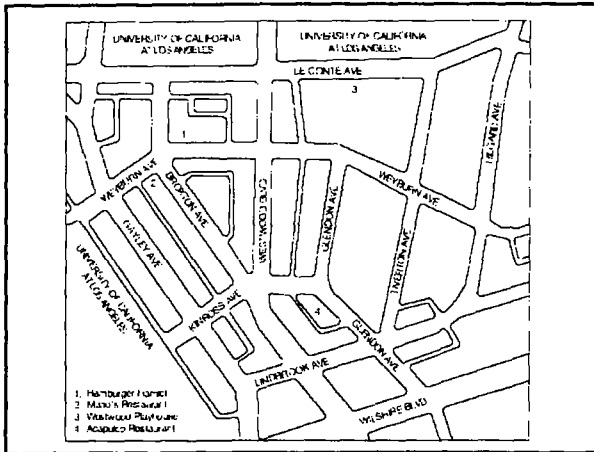 UNIVERSITY OF CALIFORNIA
AT LOS ANGELES
UNIVERSITY OF CALIFORNIA
AT LOS ANGELES
LE CONTE AVE
3
1
HILGARD AVE
WEYBURN AVE
2
BROXTON AVE
WEYBURN AVE
GAYLEY AVE
WESTWOOD BLVD
GLENDON AVE
TIVERTON AVE
UNIVERSITY OF CALIFORNIA
AT LOS ANGELES
KINROSS AVE
4
GLENDON AVE
LINDBROOK AVE
WILSHIRE BLVD
1. Hamburger Hamlet
2 Mario's Restaurant
3 Westwood Playhouse
4 Acapulco Restaurant